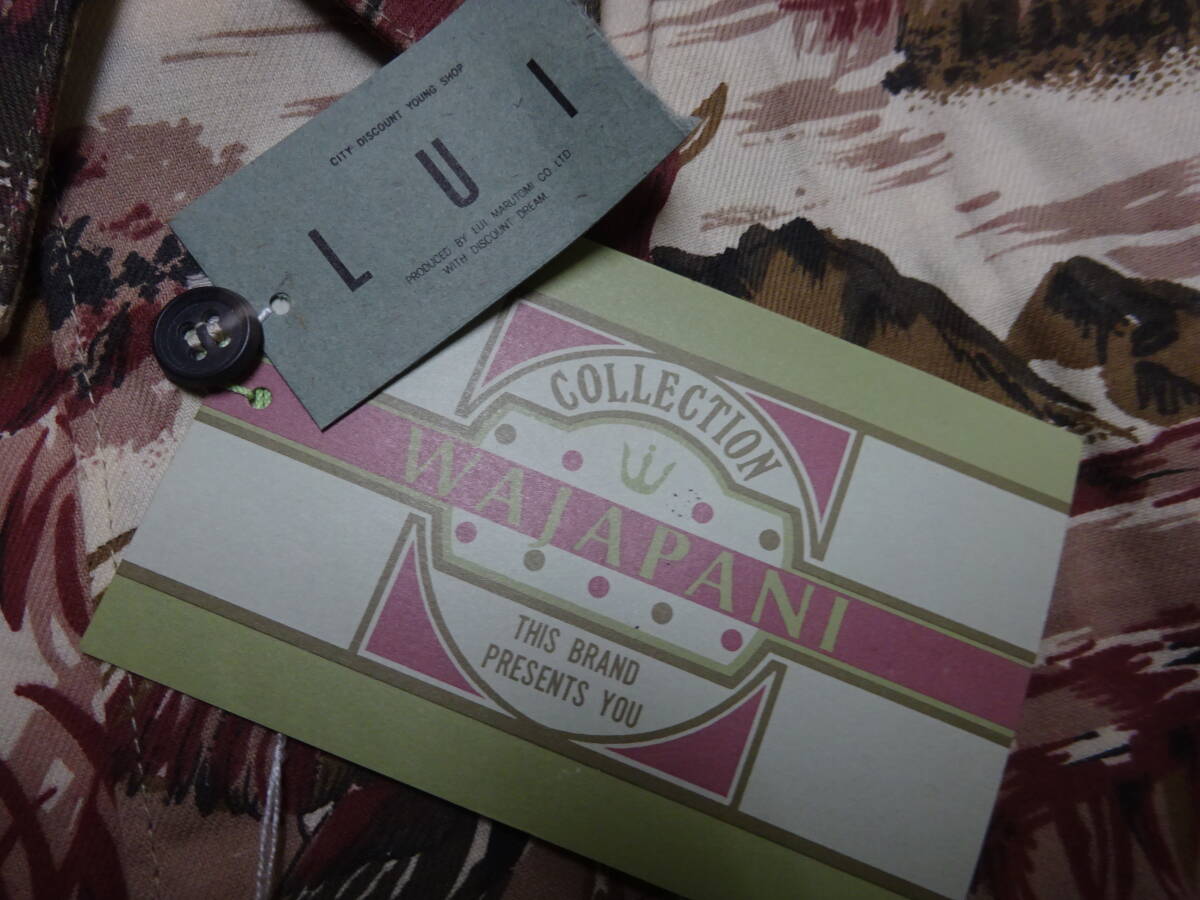 CITY DISCOUNT YOUNG SHOP
LUI
PRODUCED BY LUI MARUTOMI CO LTD
WITH DISCOUNT DREAM
COLLECTION
WAJAPANI
THIS BRAND
PRESENTS YOU